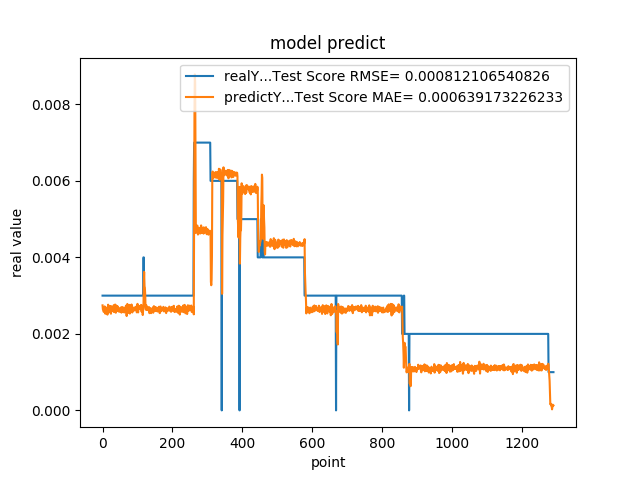 model predict
realY...Test Score RMSE= 0.000812106540826
predictY...Test Score MAE= 0.000639173226233
real value
0.008
0.006
0.004
0.002
0.000
0 200 400 600 800 1000 1200
point